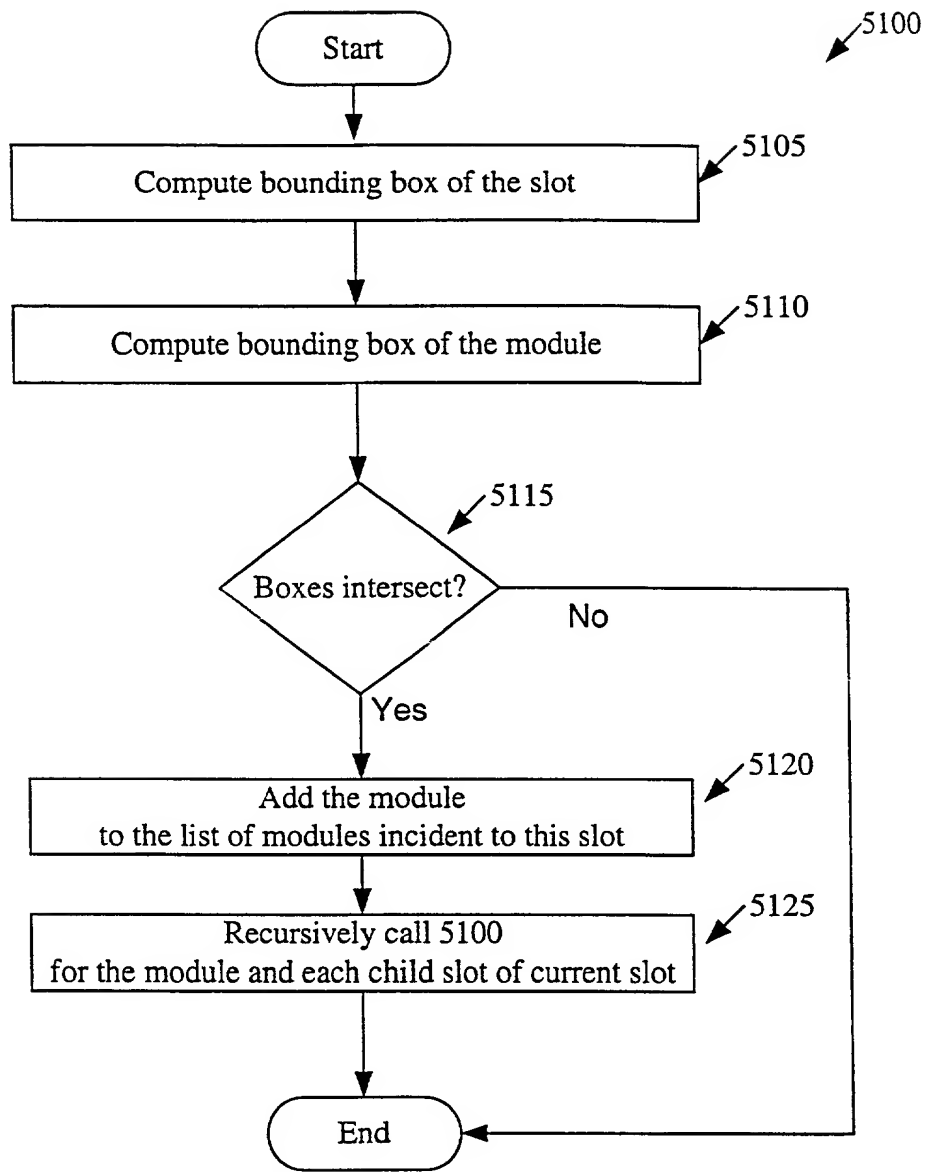 Start
5100
5105
Compute bounding box of the slot
5110
Compute bounding box of the module
5115
Boxes intersect?
No
Yes
5120
Add the module
to the list of modules incident to this slot
5125
Recursively call 5100
for the module and each child slot of current slot
End